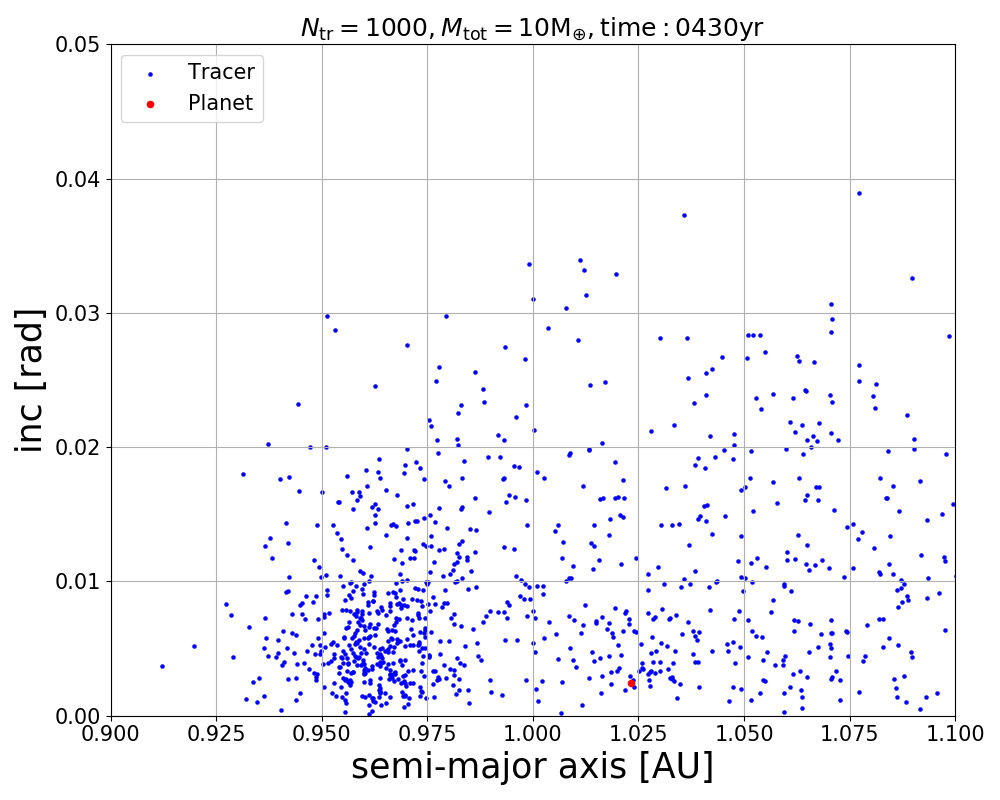 N_tr = 1000, M_tot = 10M_⊕, time : 0430yr
Tracer
Planet
inc [rad]
0.05
0.04
0.03
0.02
0.01
0.00
0.900 0.925 0.950 0.975 1.000 1.025 1.050 1.075 1.100
semi-major axis [AU]